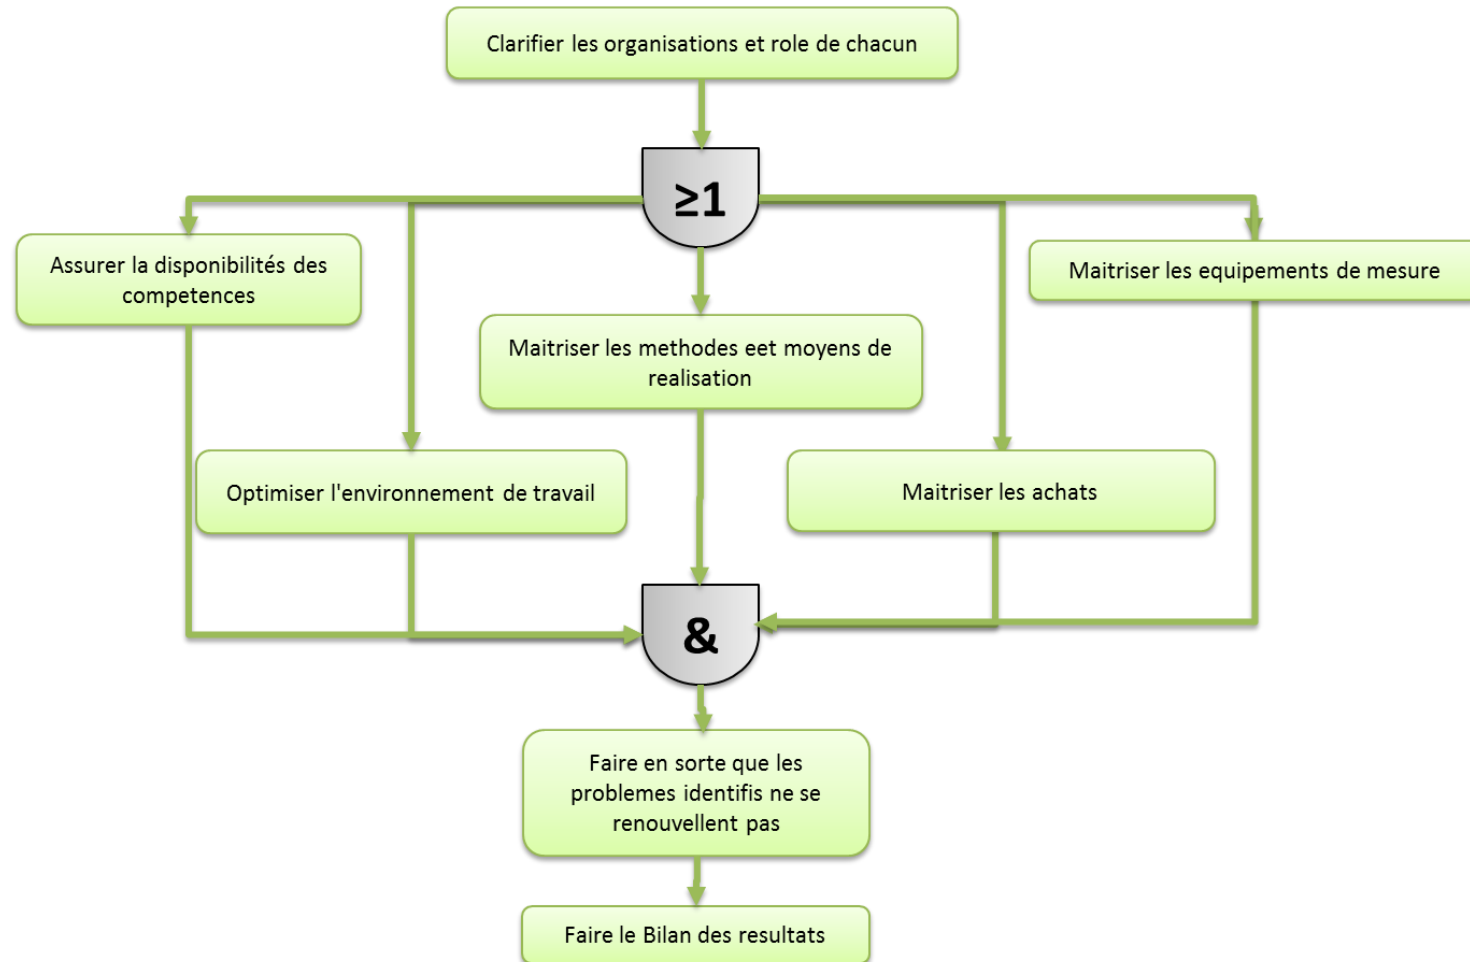 Clarifier les organisations et role de chacun
≥1
Assurer la disponibilités des
competences
Maitriser les equipements de mesure
Maitriser les methodes eet moyens de
realisation
Optimiser l'environnement de travail
Maitriser les achats
&
Faire en sorte que les
problemes identifis ne se
renouvellent pas
Faire le Bilan des resultats